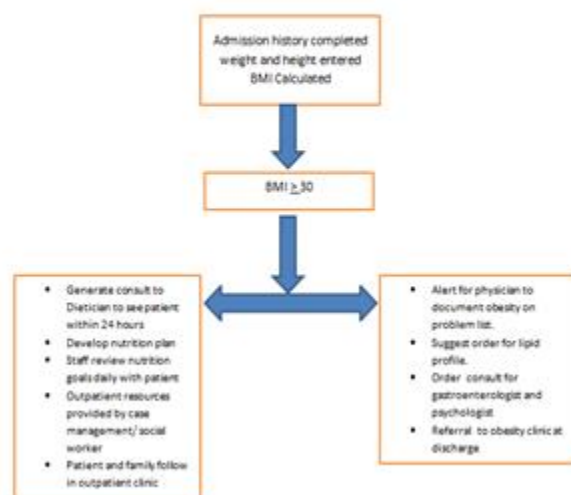 Admission history completed
weight and height entered
BMI Calculated
BMI ≥ 30
• Generate consult to
Dietician to see patient
within 24 hours
• Develop nutrition plan
• Staff review nutrition
goals daily with patient
• Outpatient resources
provided by case
management/ social
worker
• Patient and family follow
in outpatient clinic
• Alert for physician to
document obesity on
problem list.
• Suggest order for lipid
profile.
• Order consult for
gastroenterologist and
psychologist
• Referral to obesity clinic at
discharge